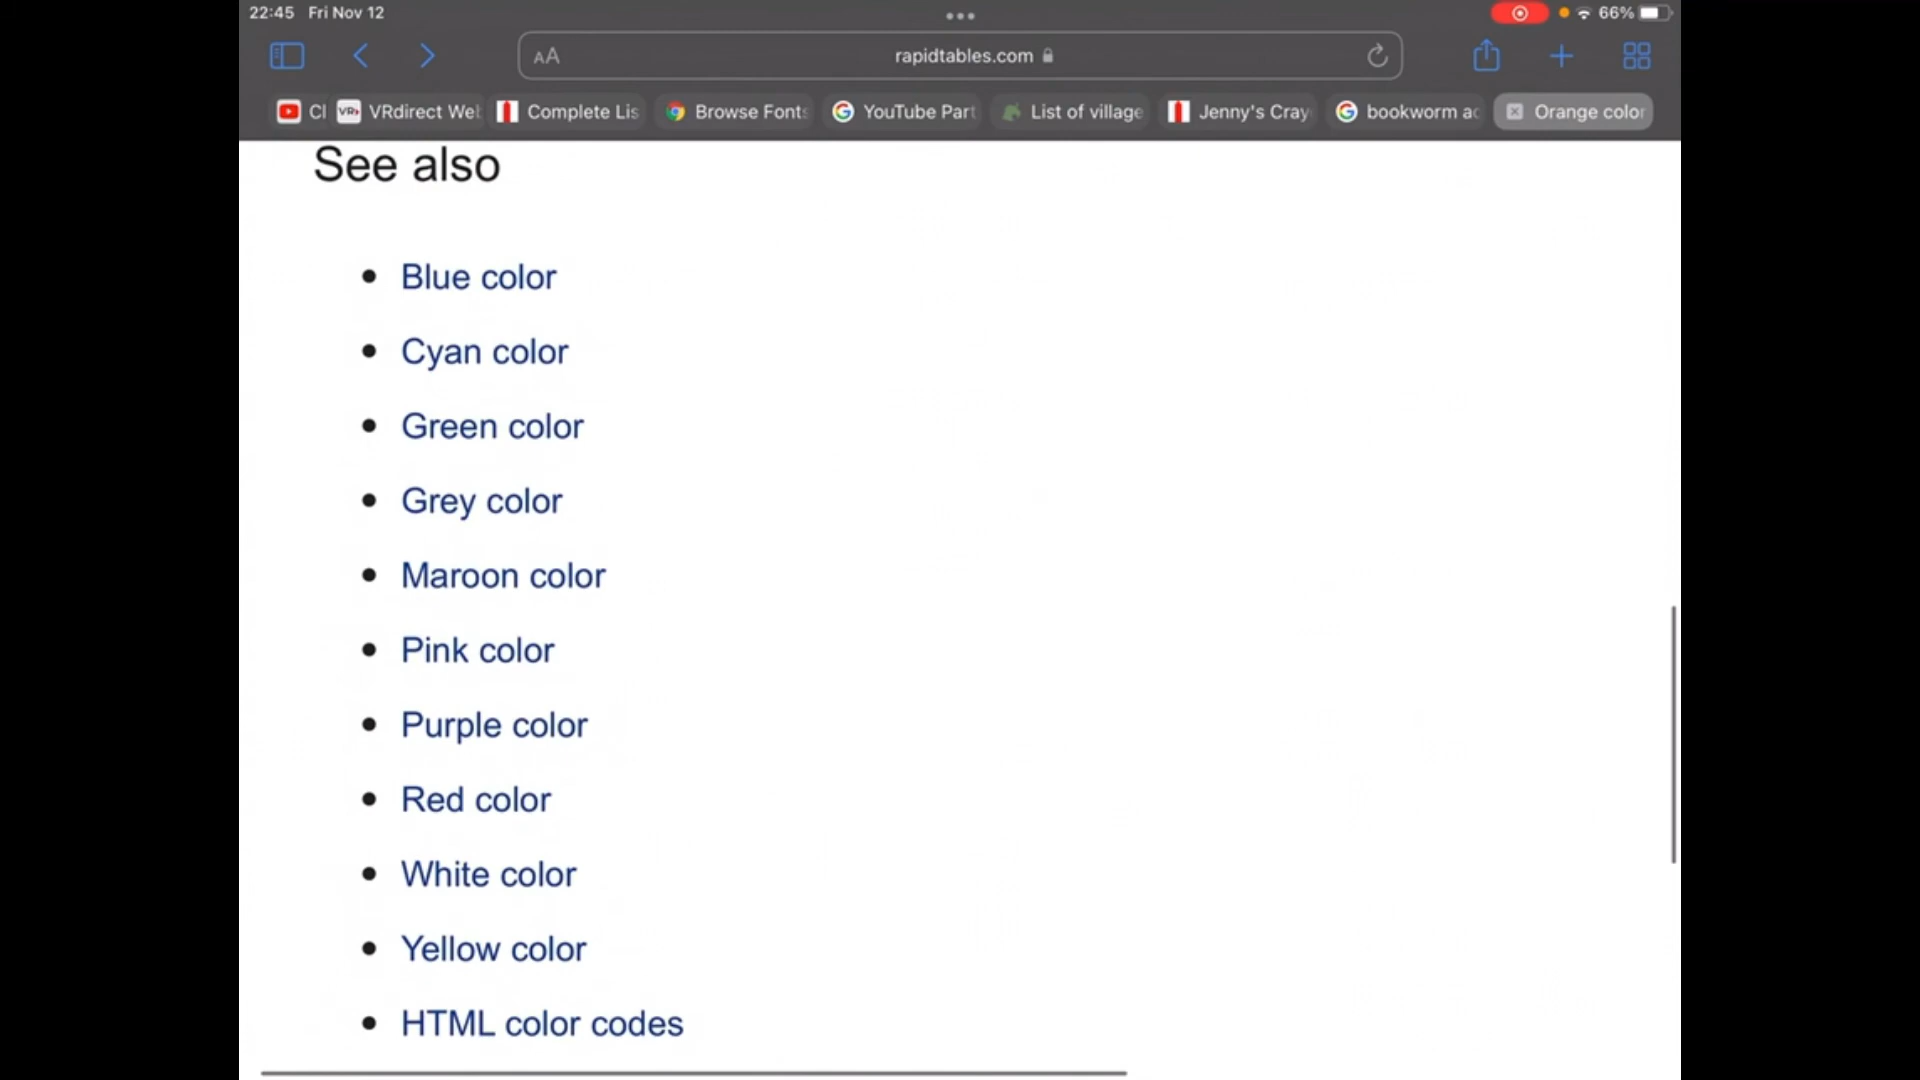 22:45 Fri Nov 12
66%
AA
rapidtables.com
Cl
VRdirect Wel
Complete Lis
Browse Fonts
YouTube Part
List of village
Jenny's Cray
bookworm ac
Orange color
See also
Blue color
Cyan color
Green color
Grey color
Maroon color
Pink color
Purple color
Red color
White color
Yellow color
HTML color codes